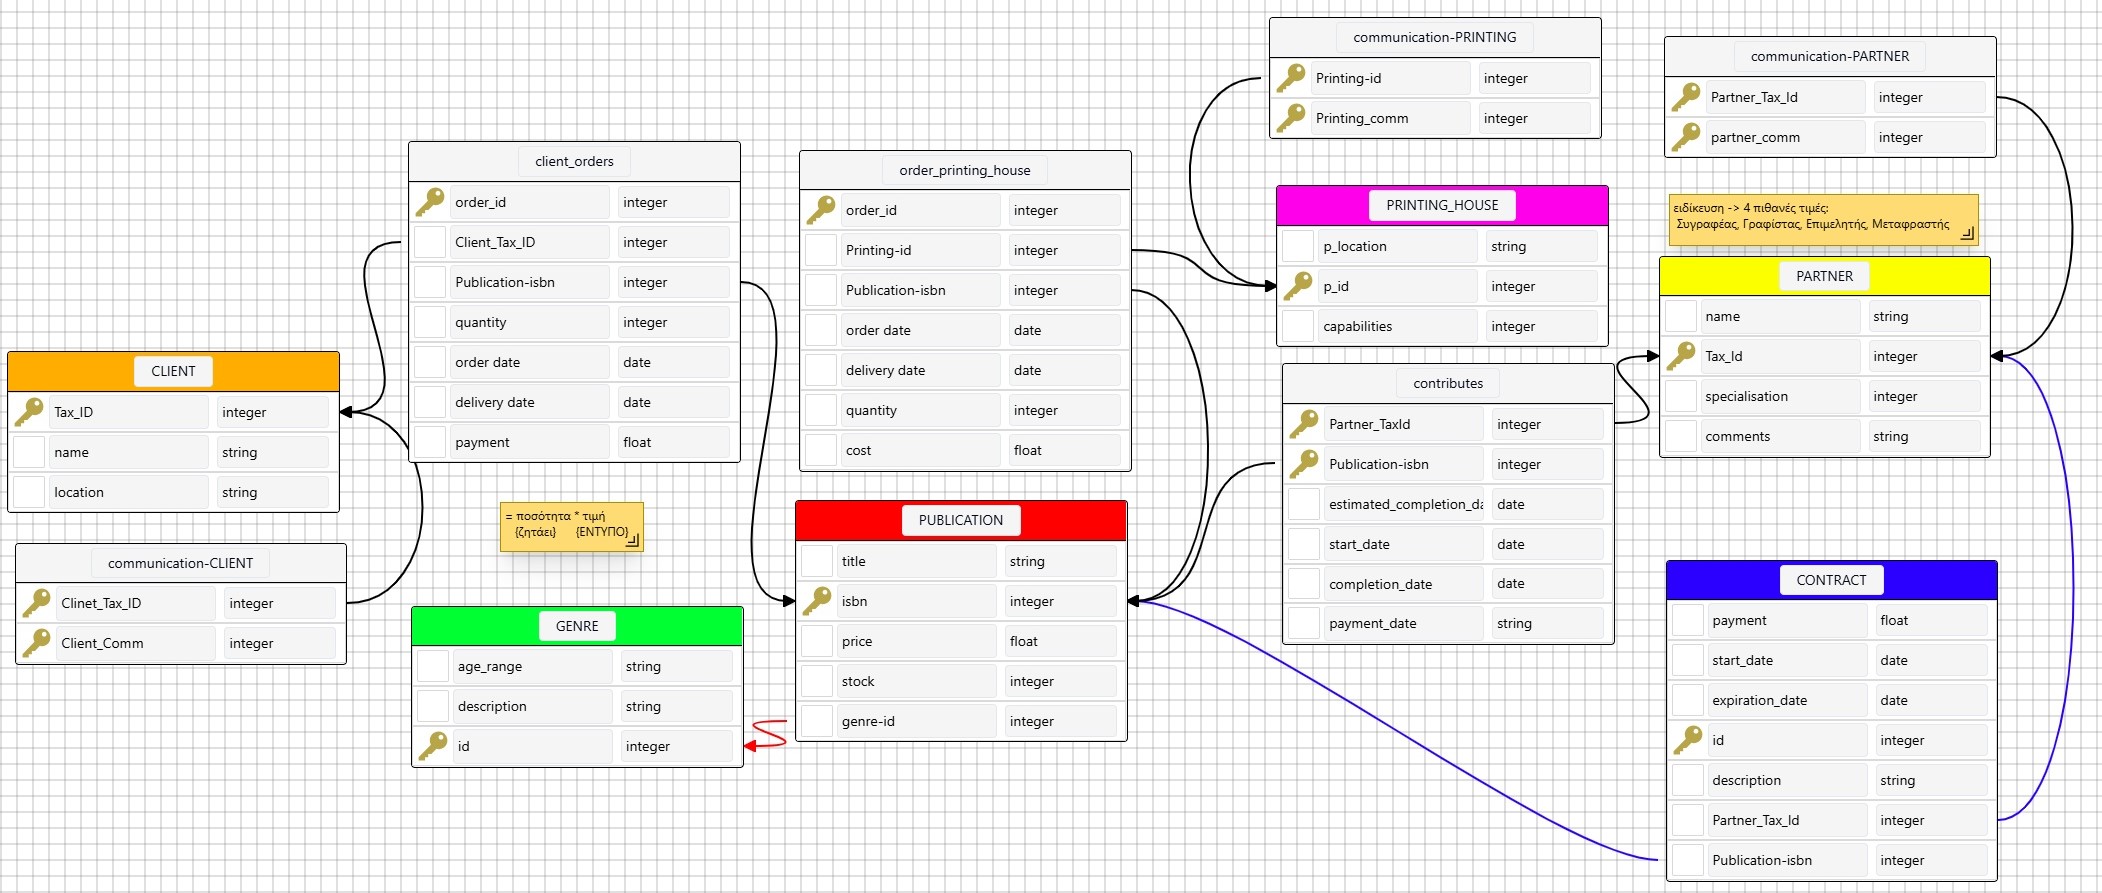 communication-PRINTING
Printing-id integer
Printing_comm integer
communication-PARTNER
Partner_Tax_Id integer
partner_comm integer
client_orders
order_id integer
Client_Tax_ID integer
Publication-isbn integer
quantity integer
order date date
delivery date date
payment float
order_printing_house
order_id integer
Printing-id integer
Publication-isbn integer
order date date
delivery date date
quantity integer
cost float
PRINTING_HOUSE
p_location string
p_id integer
capabilities integer
ειδίκευση -> 4 πιθανές τιμές:
Συγραφέας, Γραφίστας, Επιμελητής, Μεταφραστής
PARTNER
name string
Tax_Id integer
specialisation integer
comments string
CLIENT
Tax_ID integer
name string
location string
contributes
Partner_TaxId integer
Publication-isbn integer
estimated_completion_da date
start_date date
completion_date date
payment_date string
= ποσότητα * τιμή
{ζητάει} {ΕΝΤΥΠΟ}
PUBLICATION
title string
isbn integer
price float
stock integer
genre-id integer
communication-CLIENT
Clinet_Tax_ID integer
Client_Comm integer
GENRE
age_range string
description string
id integer
CONTRACT
payment float
start_date date
expiration_date date
id integer
description string
Partner_Tax_Id integer
Publication-isbn integer